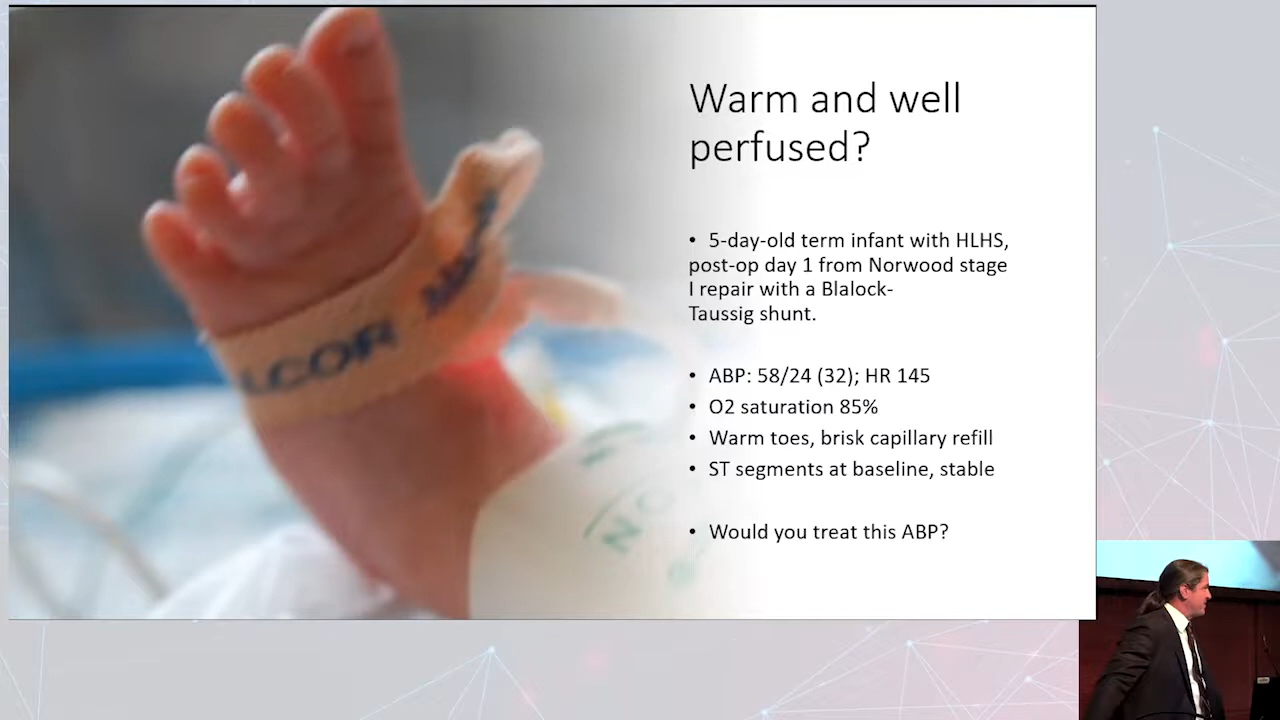 Warm and well
perfused?
• 5-day-old term infant with HLHS,
post-op day 1 from Norwood stage
I repair with a Blalock-
Taussig shunt.
• ABP: 58/24 (32); HR 145
• O2 saturation 85%
• Warm toes, brisk capillary refill
• ST segments at baseline, stable
• Would you treat this ABP?
LCOR